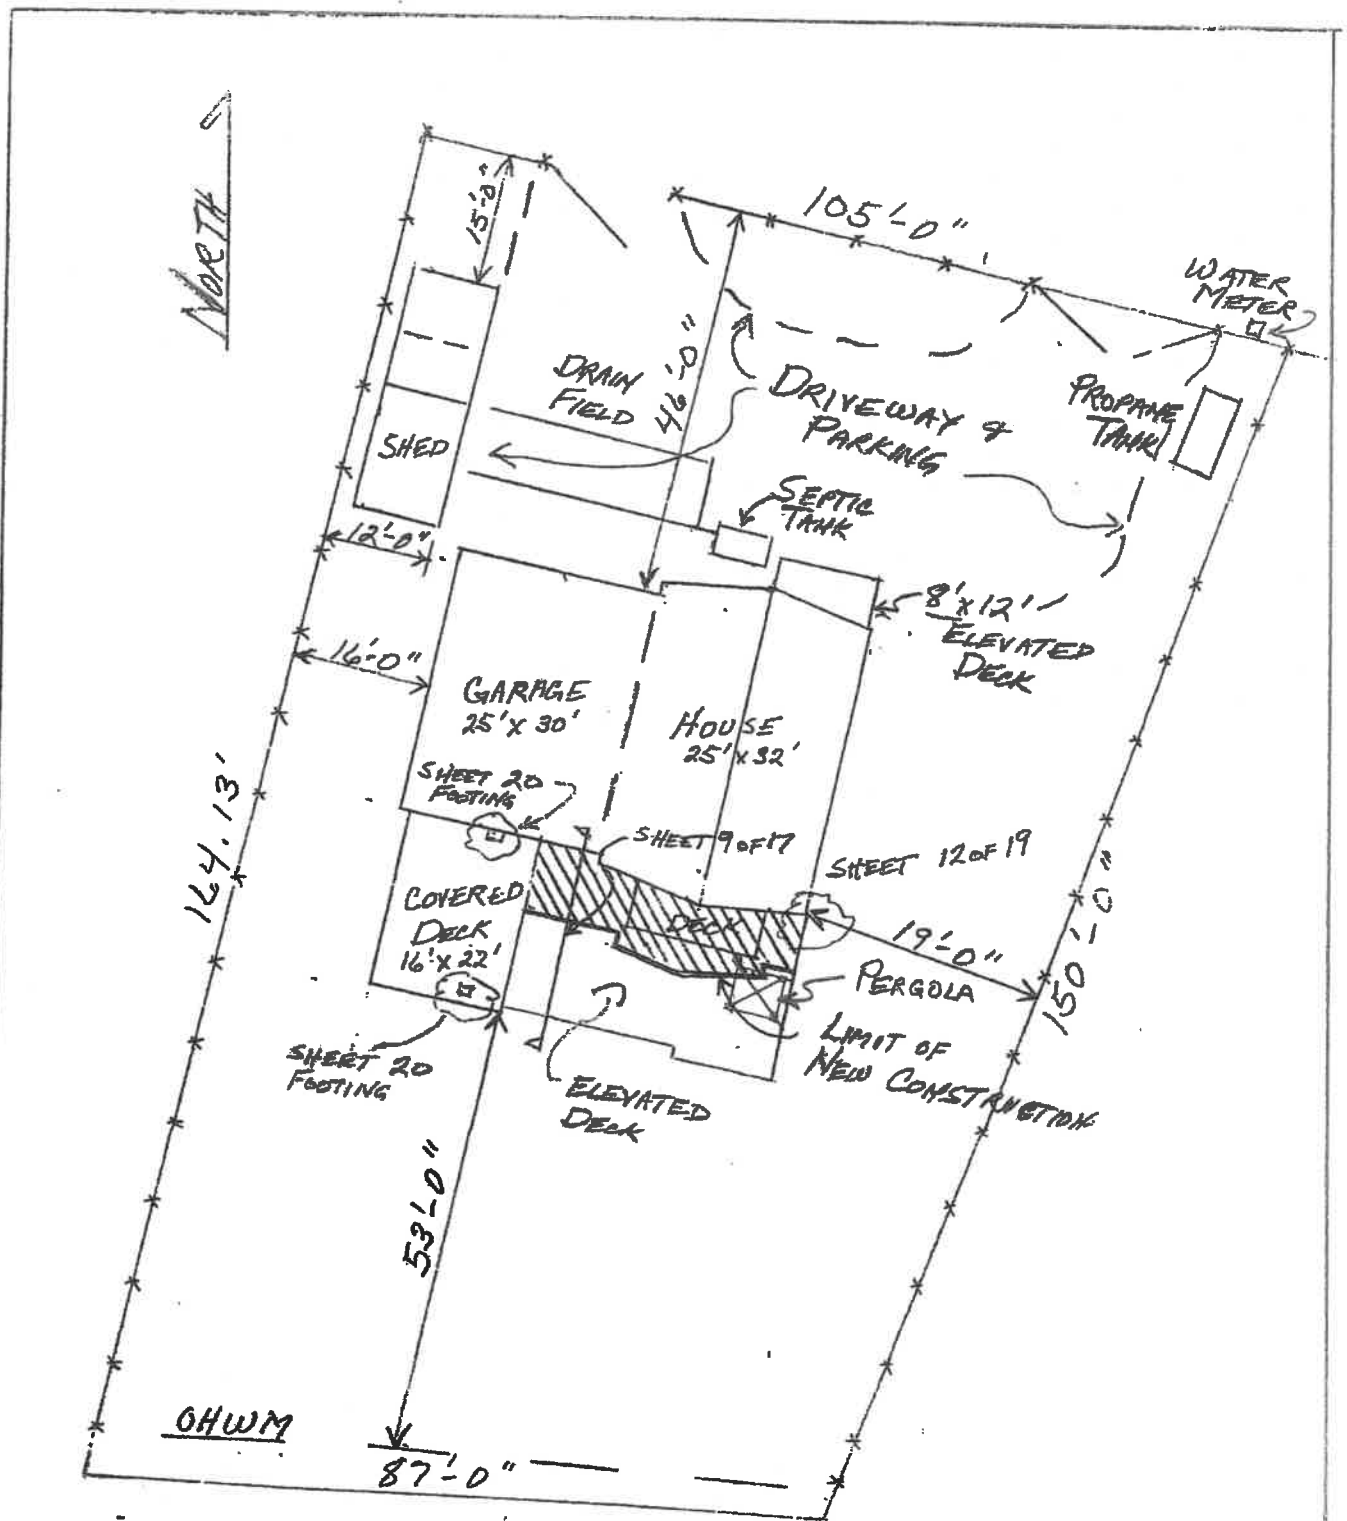 NORTH
15'-0"
105'-0"
WATER
METER
46'-0"
DRAIN
FIELD
DRIVEWAY &
PARKING
PROPANE
TANK
SHED
SEPTIC
TANK
12'-0"
8'x12'
ELEVATED
DECK
16'-0"
GARAGE
25'x 30'
HOUSE
25'x32'
SHEET 20
FOOTING
SHEET 9 OF 17
SHEET 12 OF 19
164.13'
COVERED
DECK
16'x 22'
DECK
19'-0"
150'-0"
PERGOLA
LIMIT OF
NEW CONSTRUCTION
SHEET 20
FOOTING
ELEVATED
DECK
53'-0"
OHWM
87'-0"